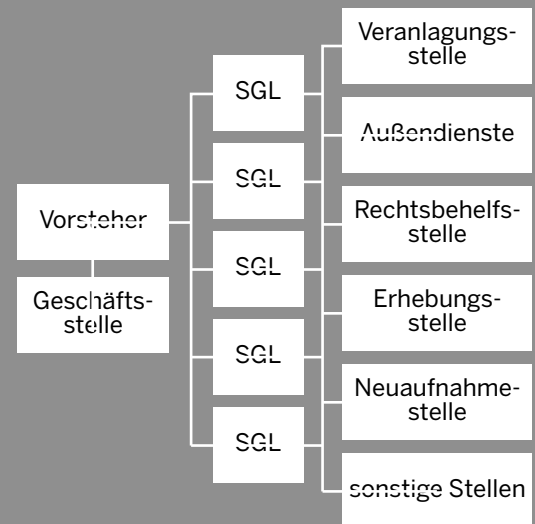 Vorsteher
Geschäfts-
stelle
SGL
SGL
SGL
SGL
SGL
Veranlagungs-
stelle
Außendienste
Rechtsbehelfs-
stelle
Erhebungs-
stelle
Neuaufnahme-
stelle
sonstige Stellen